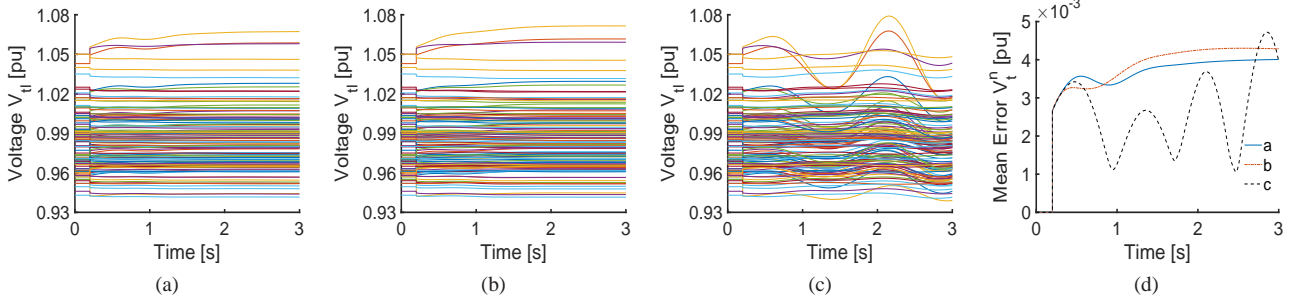 1.08
1.05
1.02
0.99
0.96
0.93
Voltage V_tl [pu]
0 1 2 3
Time [s]
(a)
1.08
1.05
1.02
0.99
0.96
0.93
Voltage V_tl [pu]
0 1 2 3
Time [s]
(b)
1.08
1.05
1.02
0.99
0.96
0.93
Voltage V_tl [pu]
0 1 2 3
Time [s]
(c)
×10⁻³
5
4
3
2
1
0
Mean Error V_t^n [pu]
a
b
c
0 1 2 3
Time [s]
(d)